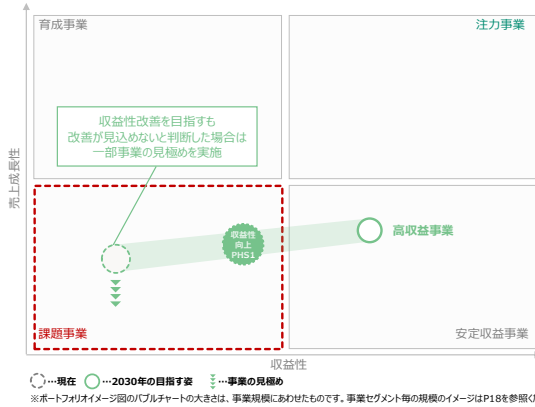 育成事業
注力事業
収益性改善を目指すも
改善が見込めないと判断した場合は
一部事業の見極めを実施
売上成長性
収益性
向上
PHS1
高収益事業
課題事業
安定収益事業
収益性
…現在 …2030年の目指す姿 …事業の見極め
※ポートフォリオイメージ図のバブルチャートの大きさは、事業規模にあわせたものです。事業セグメント毎の規模のイメージはP18を参照く